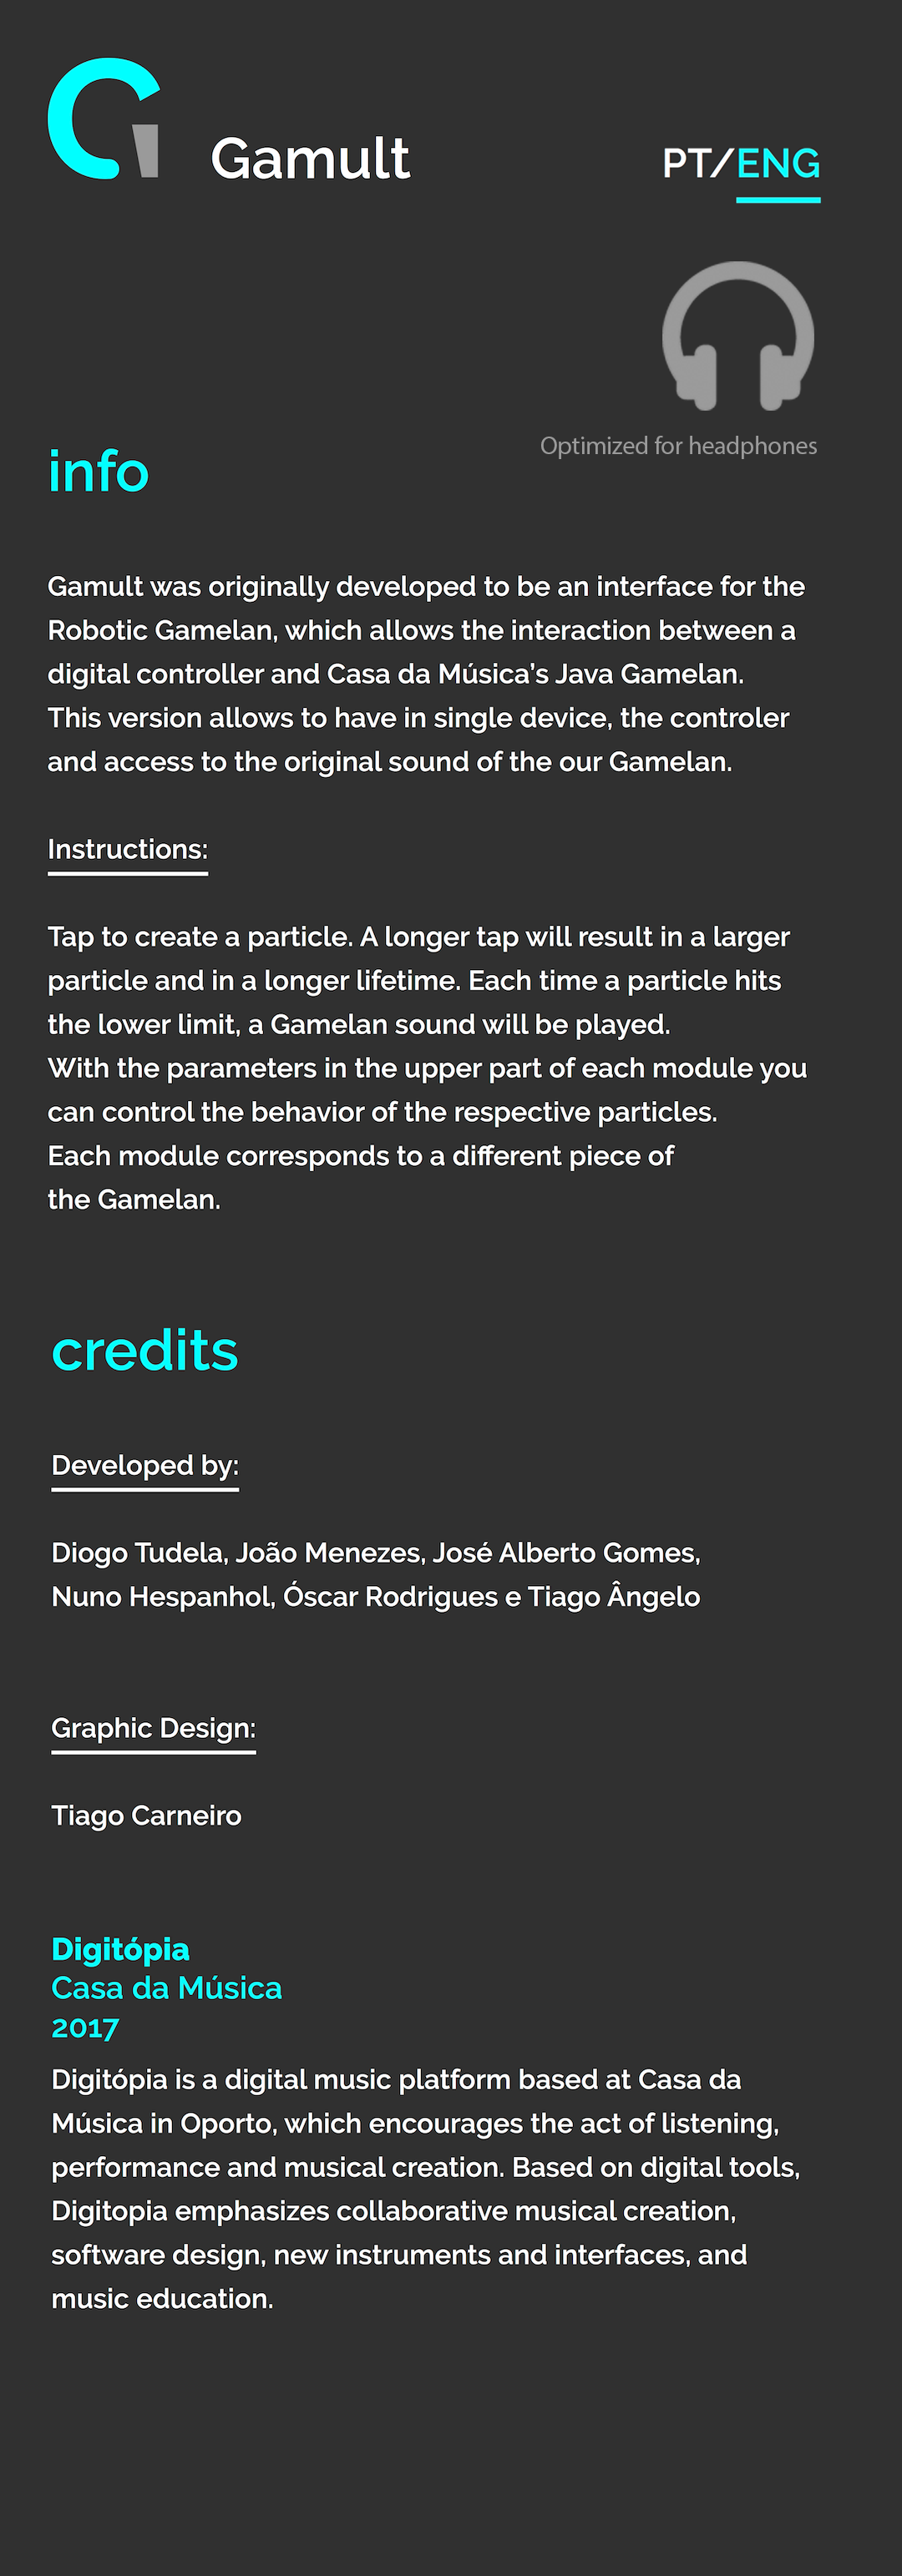 Gamult
PT/ENG
Optimized for headphones
info
Gamult was originally developed to be an interface for the
Robotic Gamelan, which allows the interaction between a
digital controller and Casa da Música’s Java Gamelan.
This version allows to have in single device, the controler
and access to the original sound of the our Gamelan.
Instructions:
Tap to create a particle. A longer tap will result in a larger
particle and in a longer lifetime. Each time a particle hits
the lower limit, a Gamelan sound will be played.
With the parameters in the upper part of each module you
can control the behavior of the respective particles.
Each module corresponds to a different piece of
the Gamelan.
credits
Developed by:
Diogo Tudela, João Menezes, José Alberto Gomes,
Nuno Hespanhol, Óscar Rodrigues e Tiago Ângelo
Graphic Design:
Tiago Carneiro
Digitópia
Casa da Música
2017
Digitópia is a digital music platform based at Casa da
Música in Oporto, which encourages the act of listening,
performance and musical creation. Based on digital tools,
Digitopia emphasizes collaborative musical creation,
software design, new instruments and interfaces, and
music education.